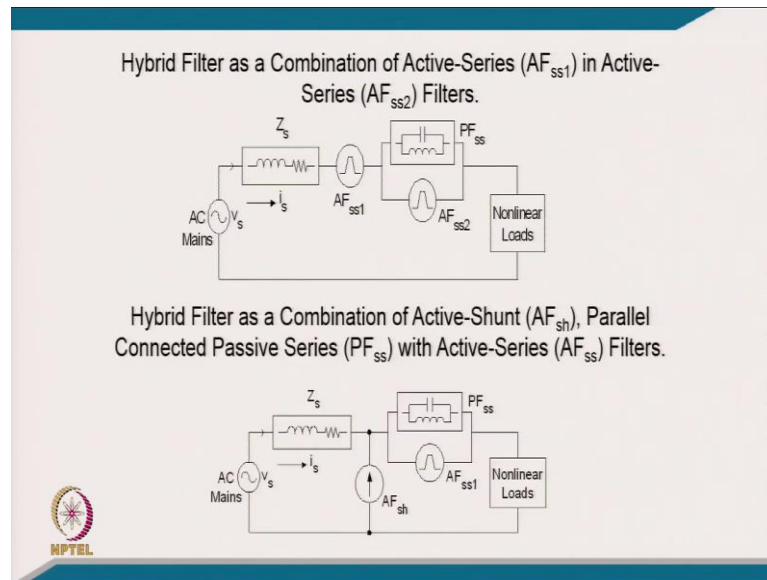 Hybrid Filter as a Combination of Active-Series (AFss1) in Active-
Series (AFss2) Filters.
Zs
PFss
is
AFss1
AFss2
AC
Mains
vs
Nonlinear
Loads
Hybrid Filter as a Combination of Active-Shunt (AFsh), Parallel
Connected Passive Series (PFss) with Active-Series (AFss) Filters.
Zs
PFss
is
AFss1
AC
Mains
vs
AFsh
Nonlinear
Loads
NPTEL